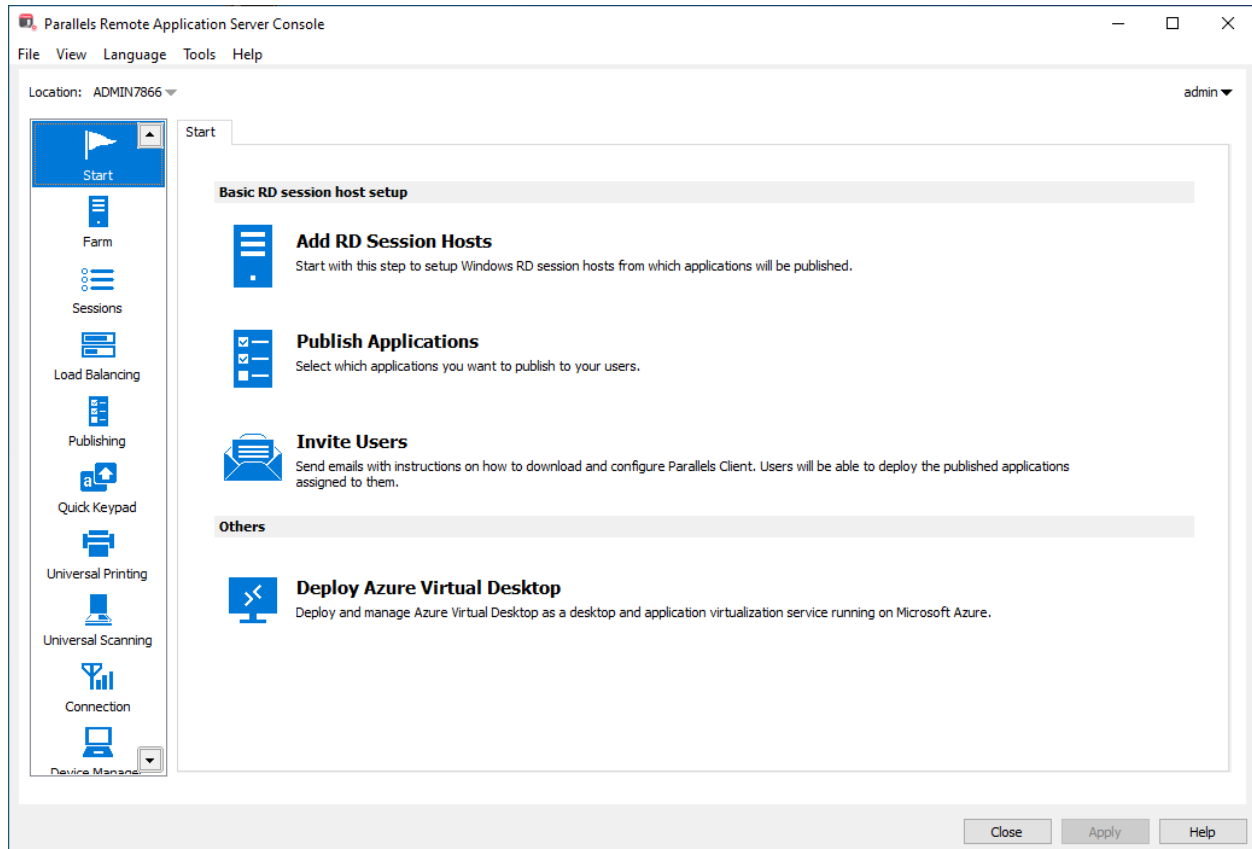 Parallels Remote Application Server Console
File View Language Tools Help
Location: ADMIN7866
admin
Start
Farm
Sessions
Load Balancing
Publishing
Quick Keypad
Universal Printing
Universal Scanning
Connection
Device Manage
Start
Basic RD session host setup
Add RD Session Hosts
Start with this step to setup Windows RD session hosts from which applications will be published.
Publish Applications
Select which applications you want to publish to your users.
Invite Users
Send emails with instructions on how to download and configure Parallels Client. Users will be able to deploy the published applications
assigned to them.
Others
Deploy Azure Virtual Desktop
Deploy and manage Azure Virtual Desktop as a desktop and application virtualization service running on Microsoft Azure.
Close Apply Help